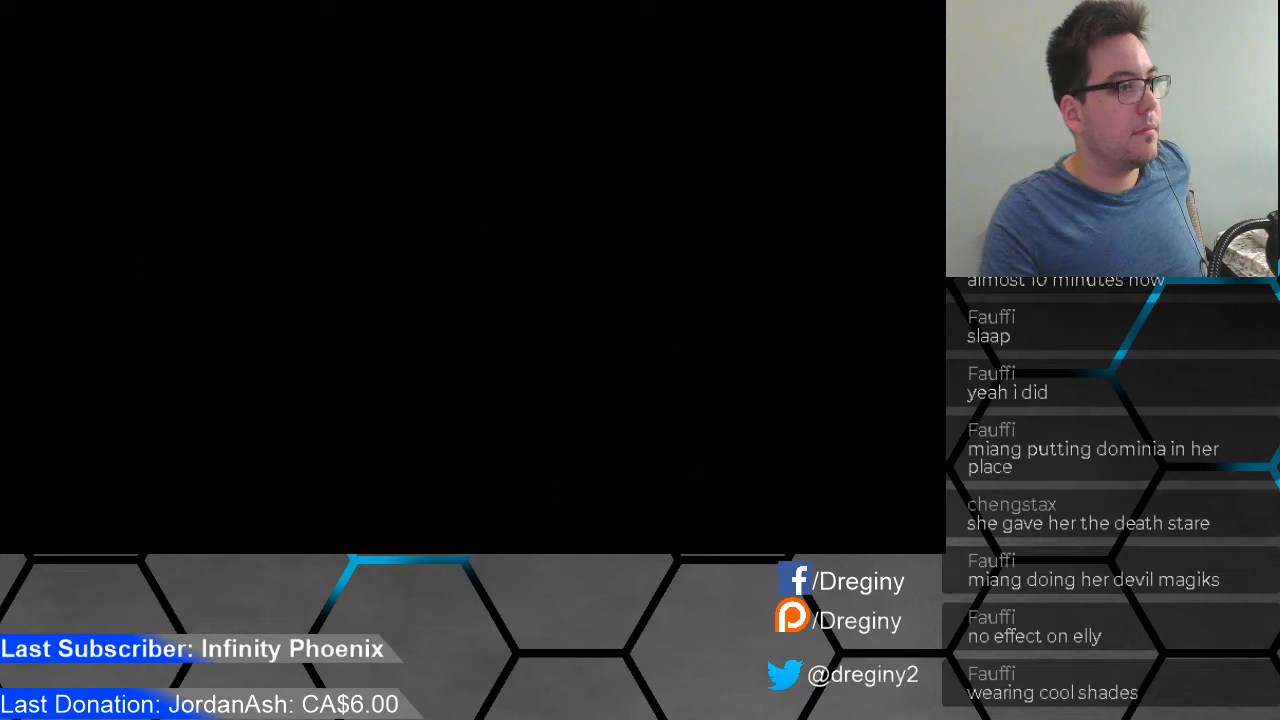 almost 10 minutes now
Fauffi
slaap
Fauffi
yeah i did
Fauffi
miang putting dominia in her
place
chengstax
she gave her the death stare
Fauffi
miang doing her devil magiks
Fauffi
no effect on elly
Fauffi
wearing cool shades
f/Dreginy
/Dreginy
@dreginy2
Last Subscriber: Infinity Phoenix
Last Donation: JordanAsh: CA$6.00